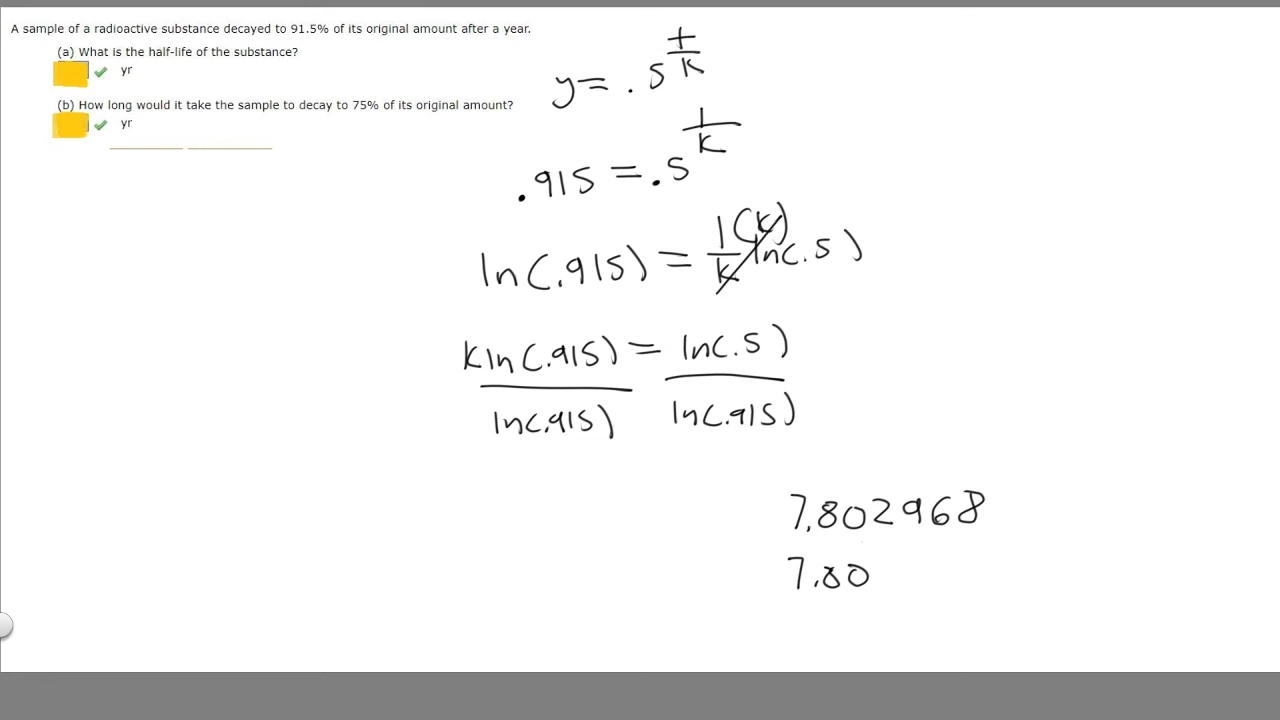 A sample of a radioactive substance decayed to 91.5% of its original amount after a year.
(a) What is the half-life of the substance?
yr
(b) How long would it take the sample to decay to 75% of its original amount?
yr
y = .5^(t/k)
.915 = .5^(1/k)
ln(.915) = 1(k)/k ln(.5)
kln(.915) = ln(.5)
ln(.915) ln(.915)
7.802968
7.80